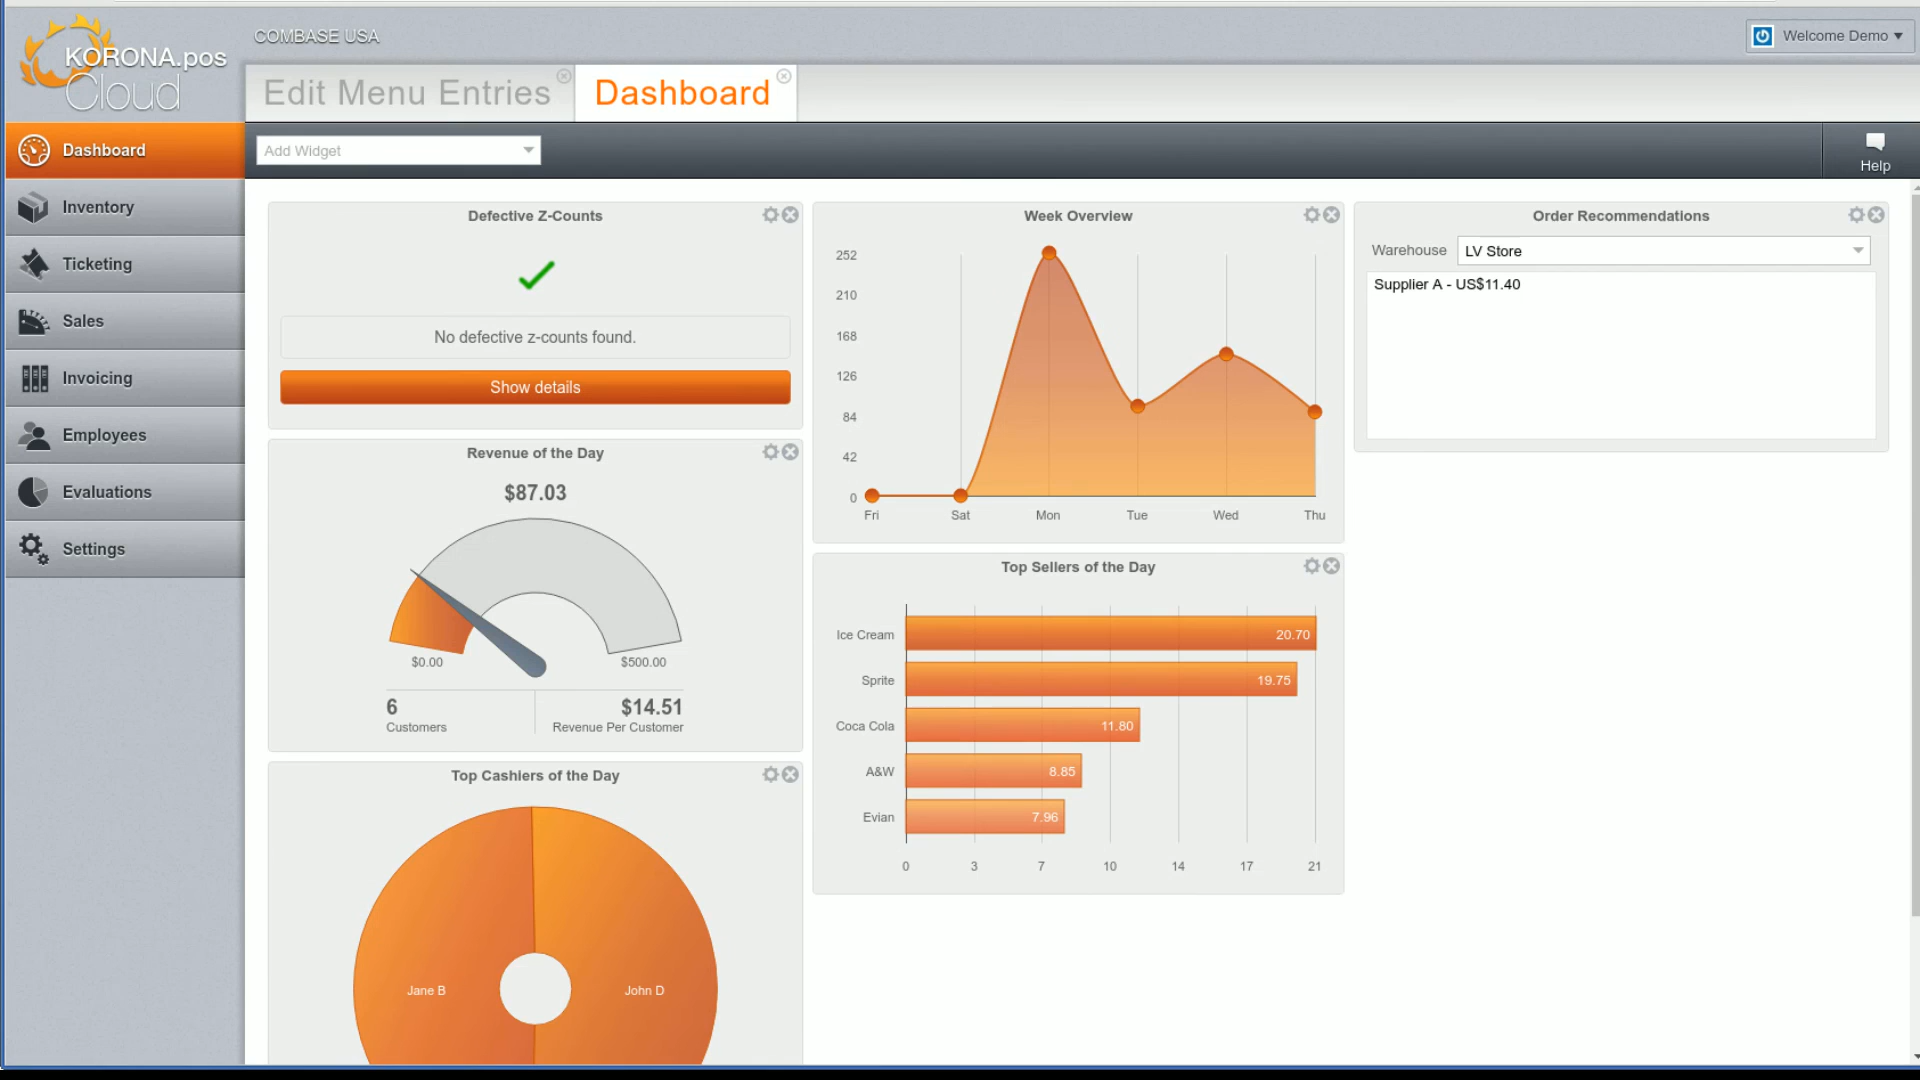 KORONA.pos
Cloud
COMBASE USA
Welcome Demo
Edit Menu Entries
Dashboard
Dashboard
Inventory
Ticketing
Sales
Invoicing
Employees
Evaluations
Settings
Add Widget
Help
Defective Z-Counts
No defective z-counts found.
Show details
Revenue of the Day
$87.03
$0.00
$500.00
6
Customers
$14.51
Revenue Per Customer
Top Cashiers of the Day
Jane B
John D
Week Overview
252
210
168
126
84
42
0
Fri
Sat
Mon
Tue
Wed
Thu
Top Sellers of the Day
Ice Cream
20.70
Sprite
19.75
Coca Cola
11.80
A&W
8.85
Evian
7.96
0
3
7
10
14
17
21
Order Recommendations
Warehouse
LV Store
Supplier A - US$11.40